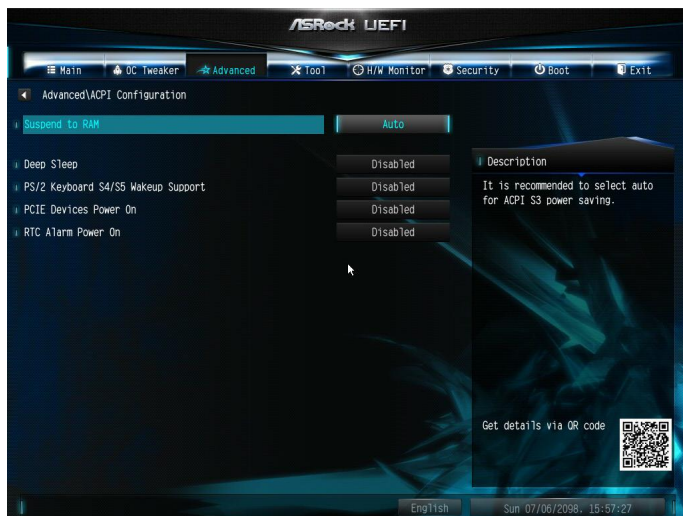 ASRock UEFI
Main OC Tweaker Advanced Tool H/W Monitor Security Boot Exit
Advanced\ACPI Configuration
Suspend to RAM Auto
Deep Sleep Disabled
PS/2 Keyboard S4/S5 Wakeup Support Disabled
PCIE Devices Power On Disabled
RTC Alarm Power On Disabled
Description
It is recommended to select auto
for ACPI S3 power saving.
Get details via QR code
English Sun 07/06/2098. 15:57:27